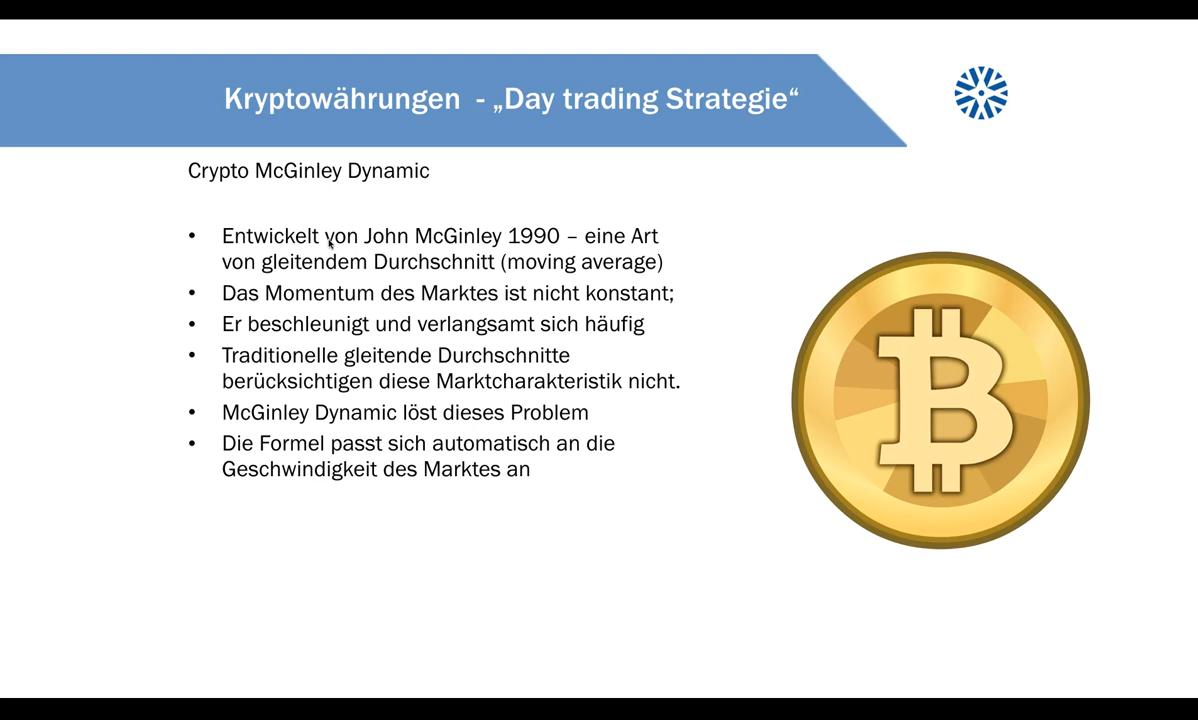 Kryptowährungen - „Day trading Strategie“
Crypto McGinley Dynamic
• Entwickelt von John McGinley 1990 – eine Art
von gleitendem Durchschnitt (moving average)
• Das Momentum des Marktes ist nicht konstant;
• Er beschleunigt und verlangsamt sich häufig
• Traditionelle gleitende Durchschnitte
berücksichtigen diese Marktcharakteristik nicht.
• McGinley Dynamic löst dieses Problem
• Die Formel passt sich automatisch an die
Geschwindigkeit des Marktes an